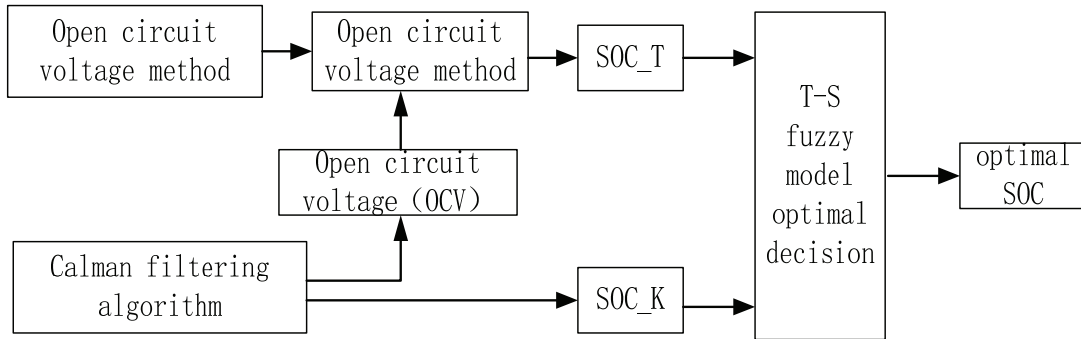 Open circuit
voltage method
Open circuit
voltage method
SOC_T
T-S
fuzzy
model
optimal
decision
optimal
SOC
Open circuit
voltage（OCV）
Calman filtering
algorithm
SOC_K